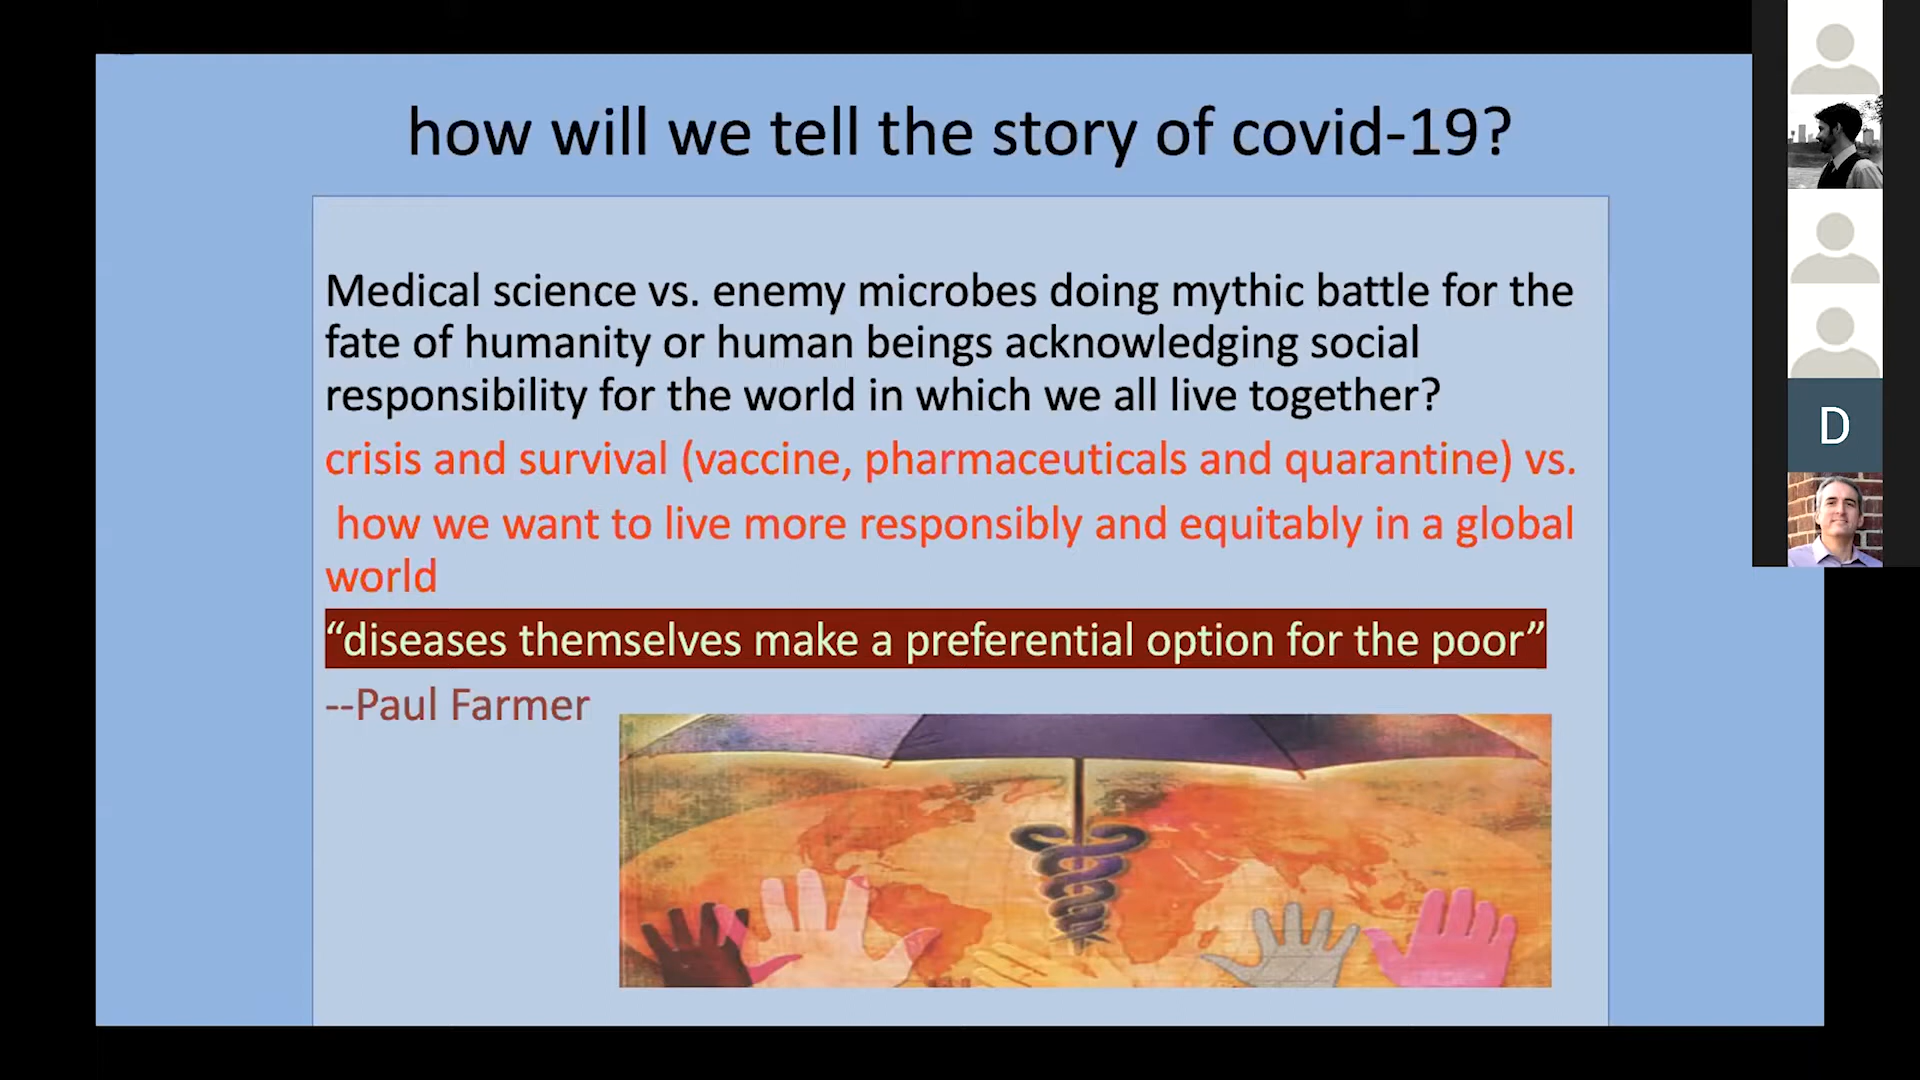 how will we tell the story of covid-19?
Medical science vs. enemy microbes doing mythic battle for the
fate of humanity or human beings acknowledging social
responsibility for the world in which we all live together?
crisis and survival (vaccine, pharmaceuticals and quarantine) vs.
how we want to live more responsibly and equitably in a global
world
“diseases themselves make a preferential option for the poor”
--Paul Farmer
D